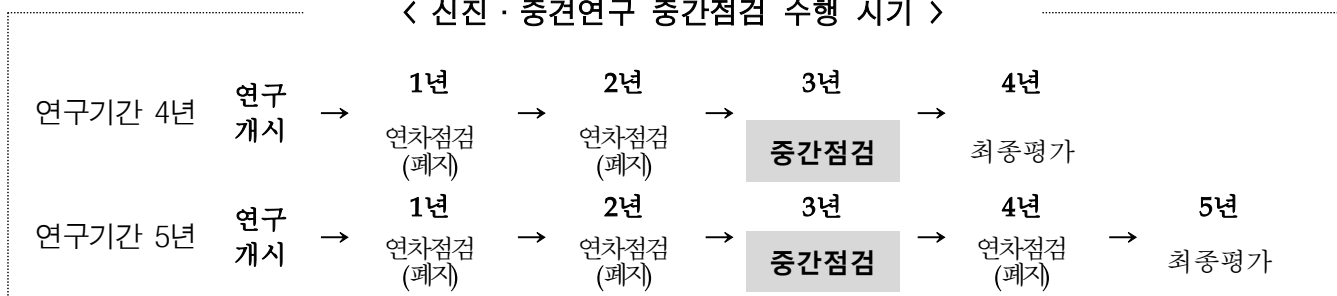 < 신진 · 중견연구 중간점검 수행 시기 >
연구기간 4년 연구 개시 → 1년 연차점검 (폐지) → 2년 연차점검 (폐지) → 3년 중간점검 → 4년 최종평가
연구기간 5년 연구 개시 → 1년 연차점검 (폐지) → 2년 연차점검 (폐지) → 3년 중간점검 → 4년 연차점검 (폐지) → 5년 최종평가